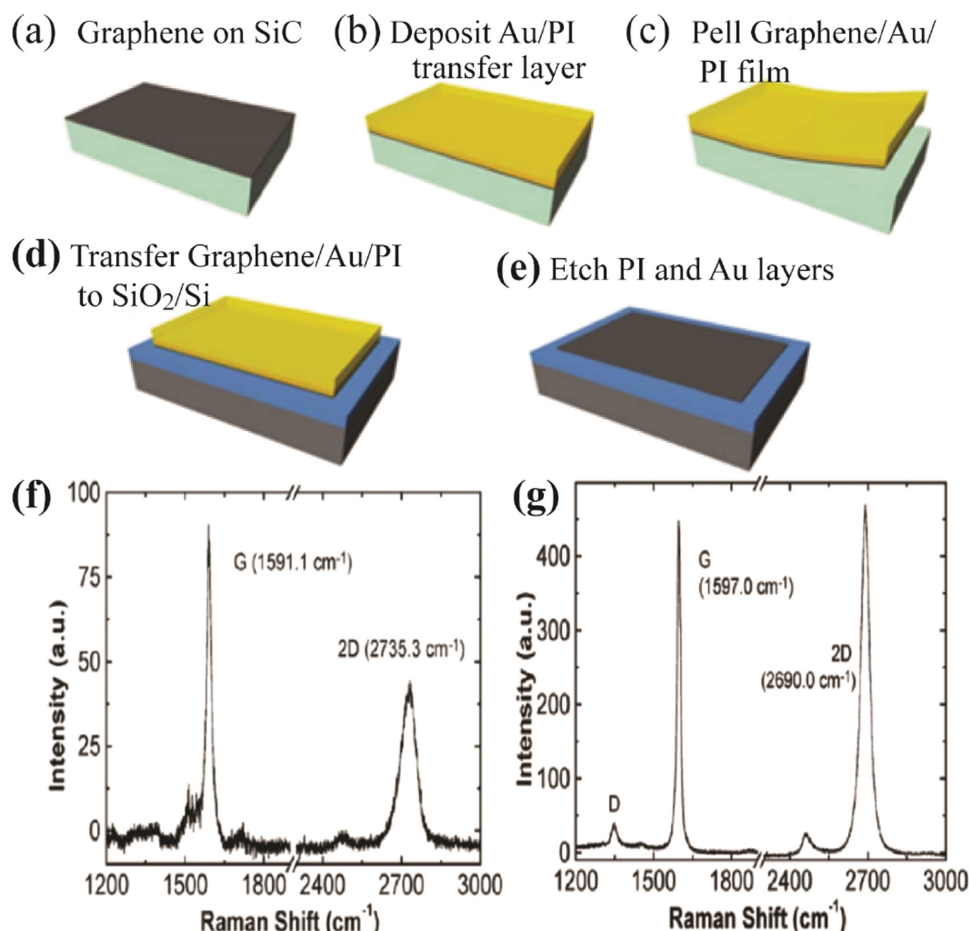 (a) Graphene on SiC
(b) Deposit Au/PI
transfer layer
(c) Pell Graphene/Au/
PI film
(d) Transfer Graphene/Au/PI
to SiO₂/Si
(e) Etch PI and Au layers
(f)
100
75
50
25
0
Intensity (a.u.)
G (1591.1 cm⁻¹)
2D (2735.3 cm⁻¹)
1200 1500 1800 2400 2700 3000
Raman Shift (cm⁻¹)
(g)
400
300
200
100
0
Intensity (a.u.)
G
(1597.0 cm⁻¹)
2D
(2690.0 cm⁻¹)
D
1200 1500 1800 2400 2700 3000
Raman Shift (cm⁻¹)